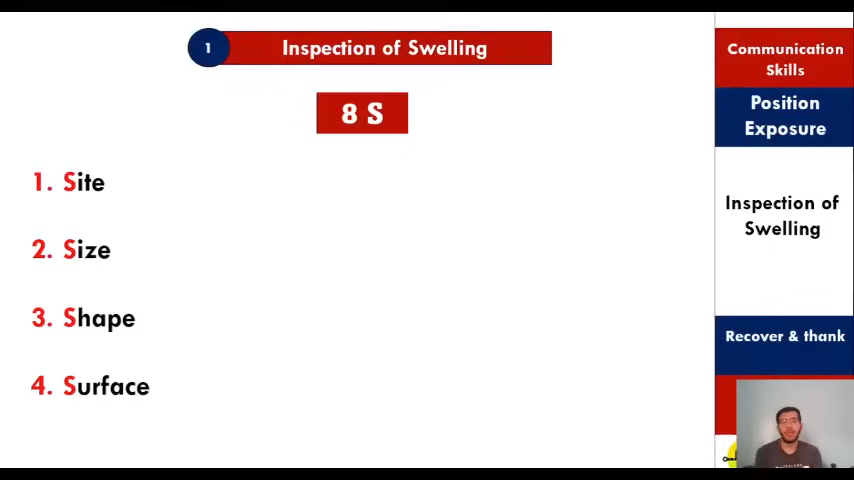 1
Inspection of Swelling
8 S
1. Site
2. Size
3. Shape
4. Surface
Communication
Skills
Position
Exposure
Inspection of
Swelling
Recover & thank